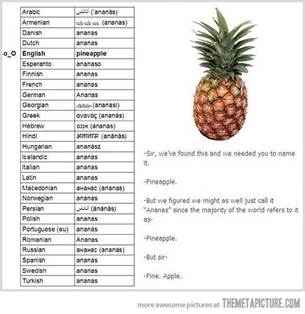 Arabic أناناس ('ananās)
Armenian (ananas)
Danish ananas
Dutch ananas
o_O English pineapple
Esperanto ananaso
Finnish ananas
French ananas
German Ananas
Georgian (ananasi)
Greek ανανάς (ananás)
Hebrew אננס (ananas)
Hindi अनानास (anānās)
Hungarian ananász
Icelandic ananas
Italian ananas
Latin ananas
Macedonian ананас (ananas)
Norwegian ananas
Persian (ānānās)
Polish ananas
Portuguese (eu) ananás
Romanian Ananas
Russian ананас (ananás)
Spanish ananás
Swedish ananas
Turkish ananas
-Sir, we've found this and we needed you to name
it.
-Pineapple.
-But we figured we might as well just call it
"Ananas" since the majority of the world refers to it
as-
-Pineapple.
-But sir-
-Pine. Apple.
more awesome pictures at THEMETAPICTURE.COM